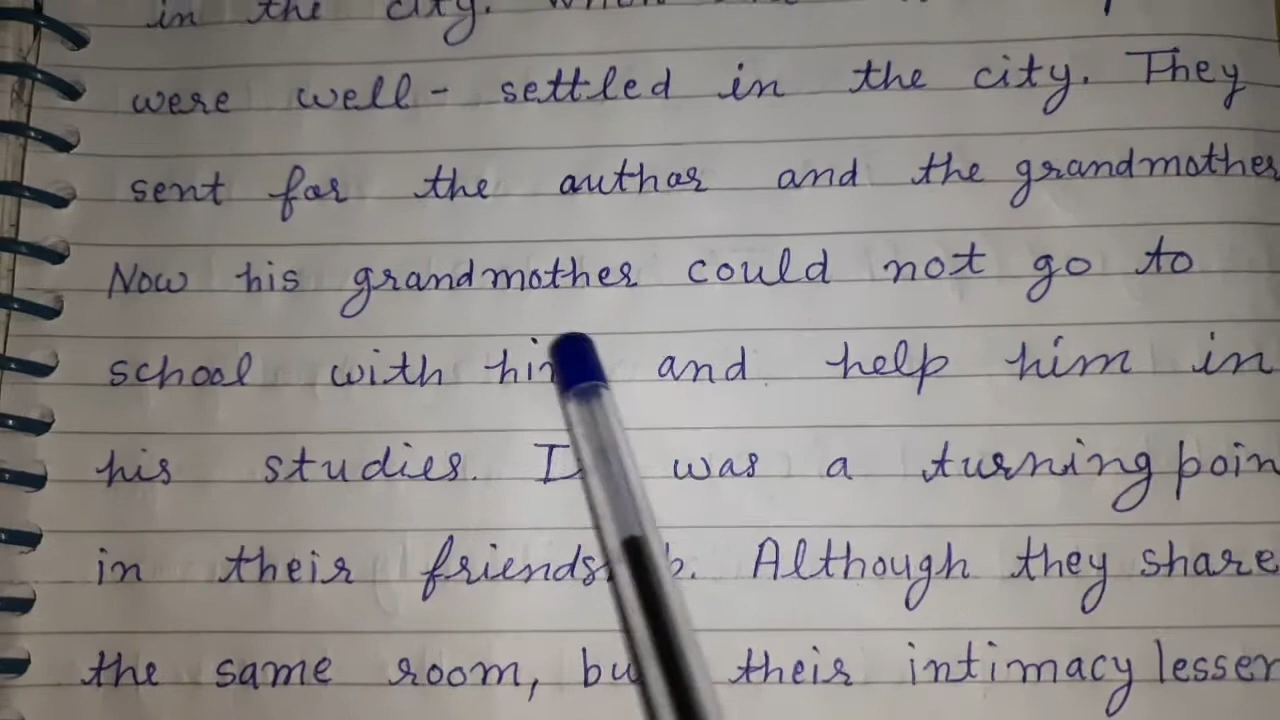 in the city.
were well- settled in the city. They
sent for the author and the grandmother
Now his grandmother could not go to
school with and help him in
his studies. was a turning poin
in their Although they share
the same room, their intimacy lesser